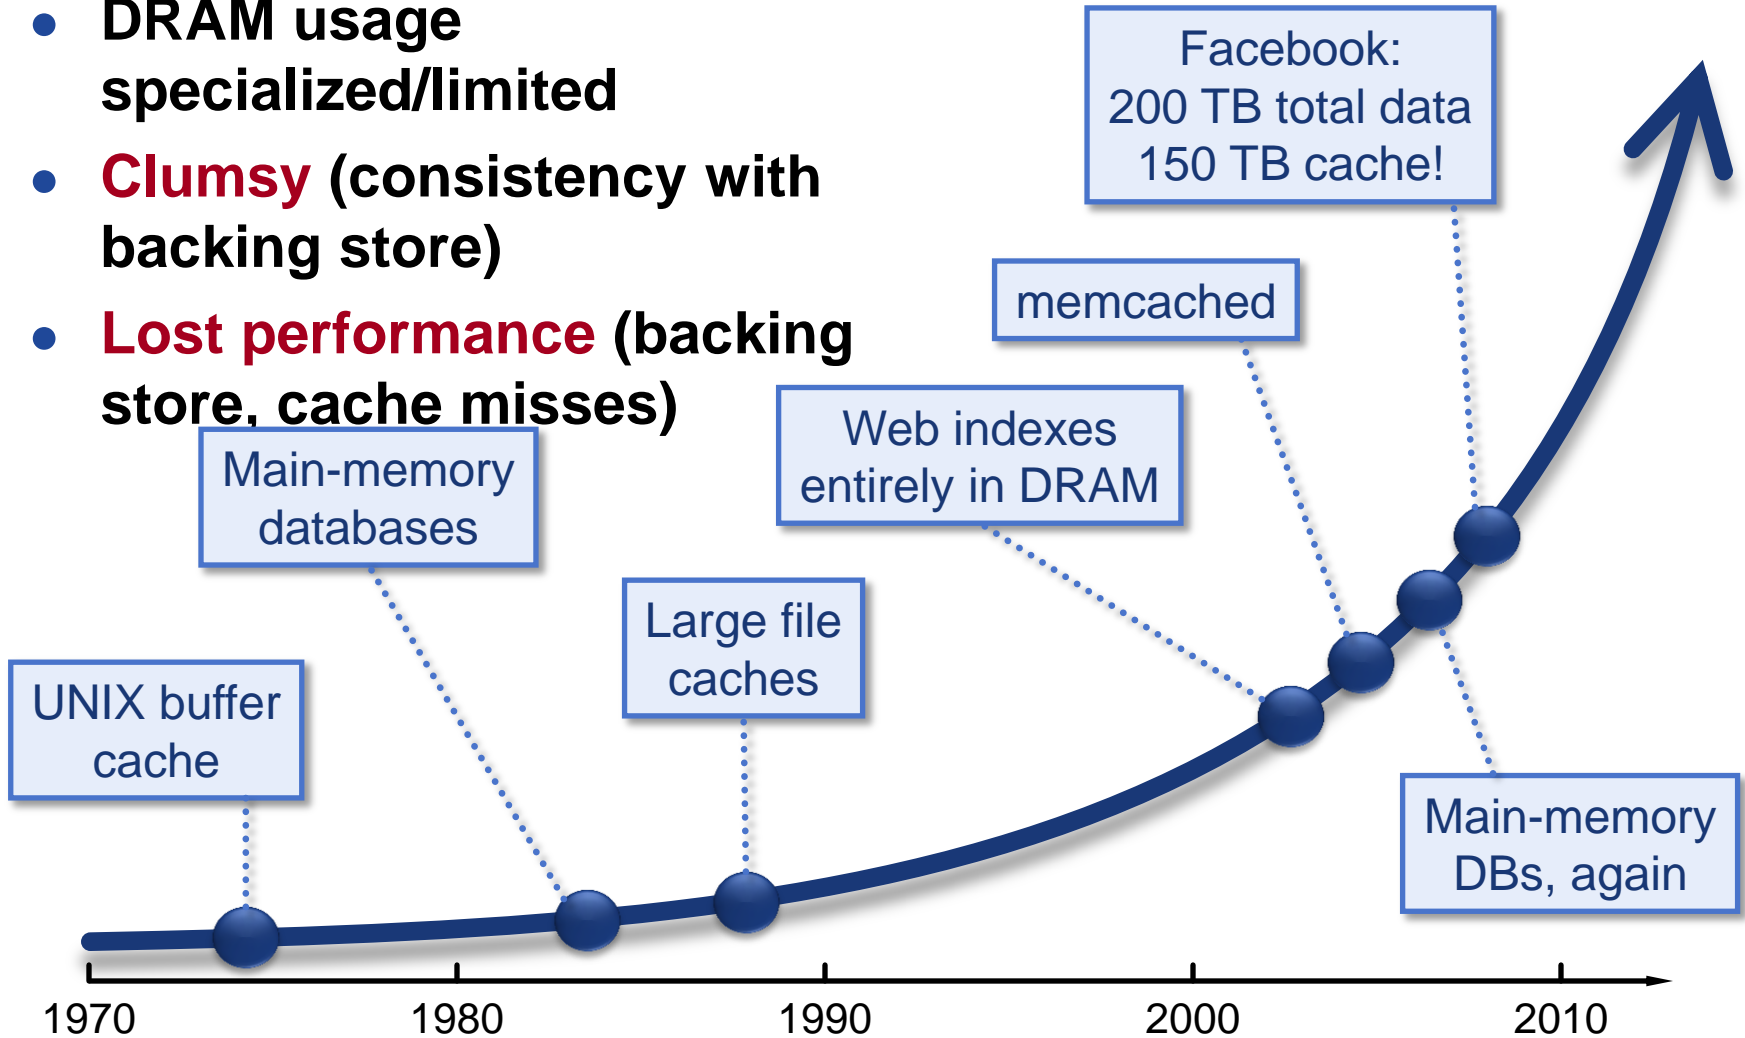 DRAM usage
specialized/limited
Clumsy (consistency with
backing store)
Lost performance (backing
store, cache misses)
Facebook:
200 TB total data
150 TB cache!
memcached
Web indexes
entirely in DRAM
Main-memory
databases
Large file
caches
UNIX buffer
cache
Main-memory
DBs, again
1970
1980
1990
2000
2010